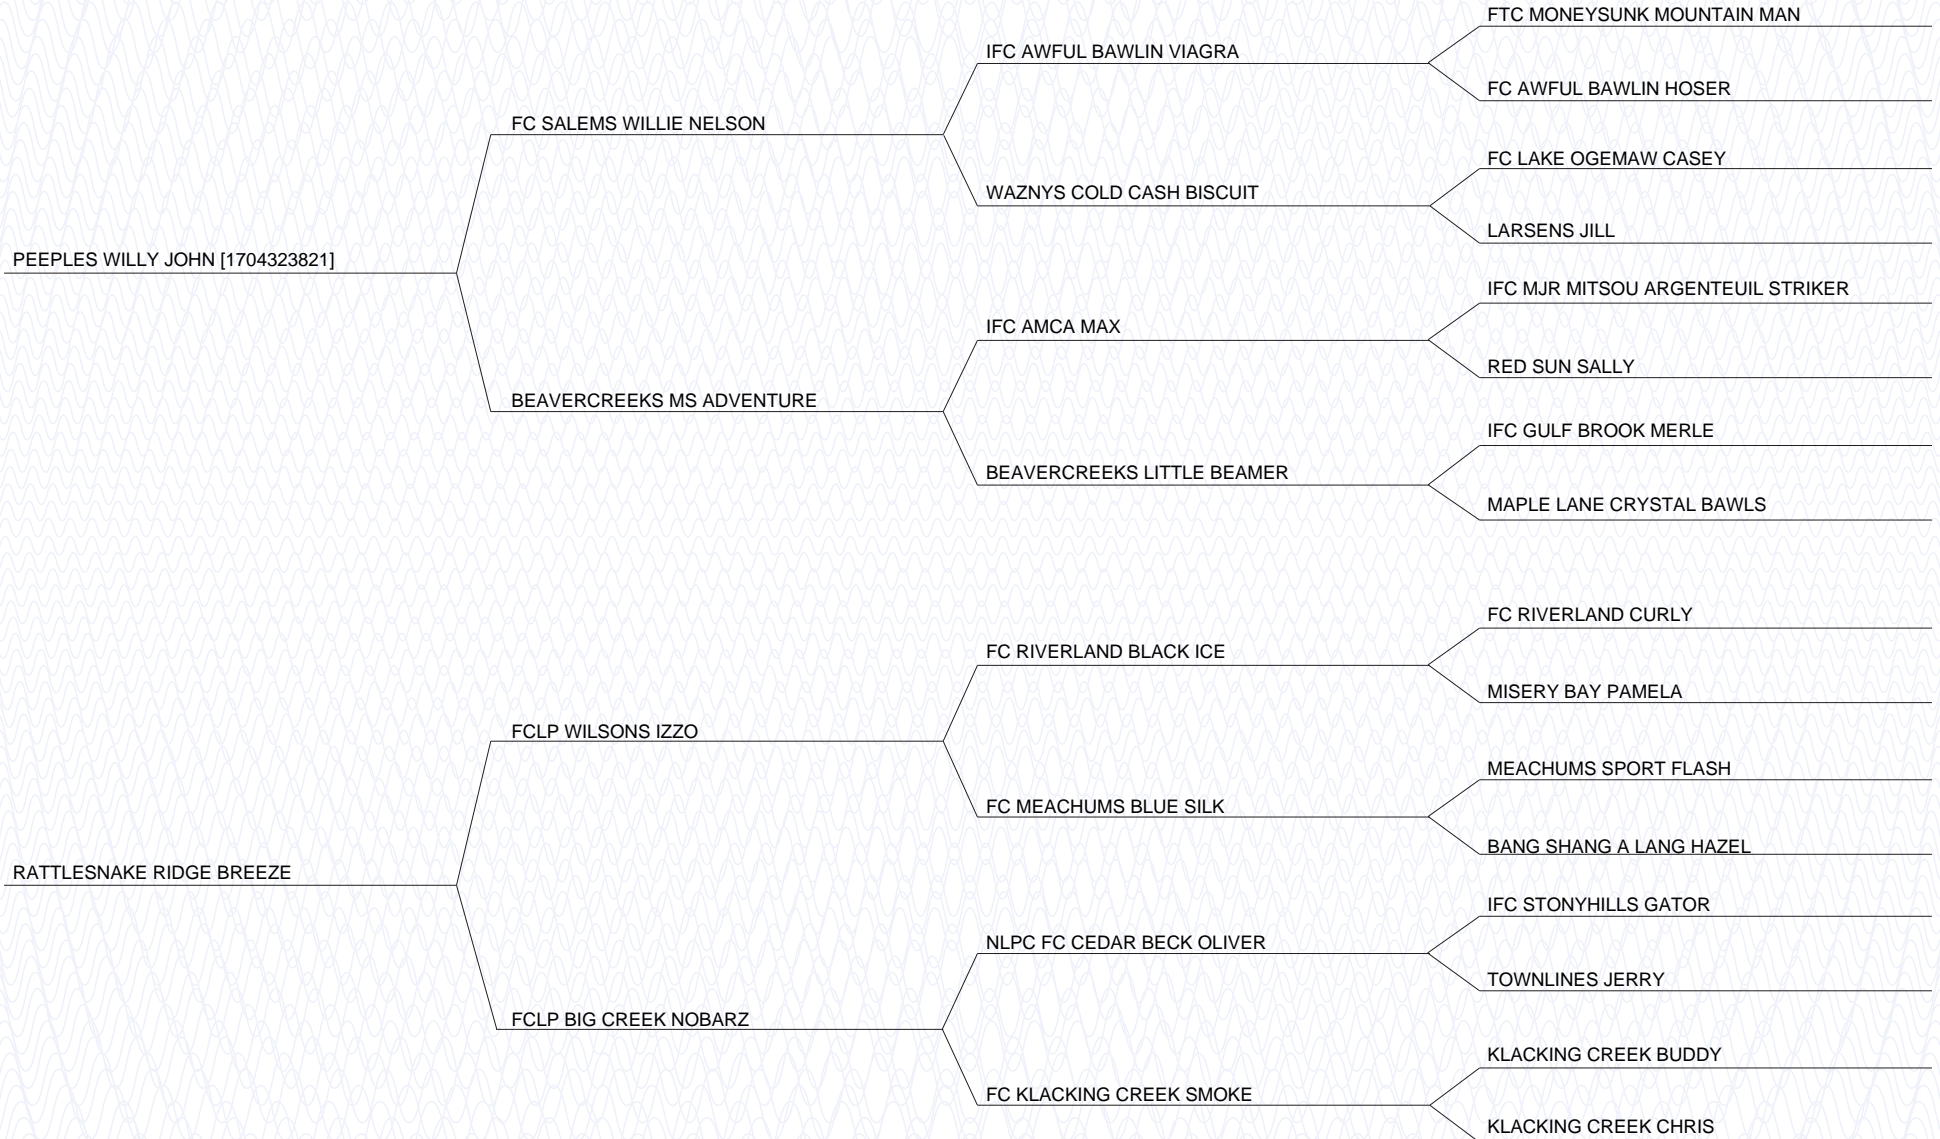 FTC MONEYSUNK MOUNTAIN MAN
IFC AWFUL BAWLIN VIAGRA
FC AWFUL BAWLIN HOSER
FC SALEMS WILLIE NELSON
FC LAKE OGEMAW CASEY
WAZNYS COLD CASH BISCUIT
LARSENS JILL
PEEPLES WILLY JOHN [1704323821]
IFC MJR MITSOU ARGENTEUIL STRIKER
IFC AMCA MAX
RED SUN SALLY
BEAVERCREEKS MS ADVENTURE
IFC GULF BROOK MERLE
BEAVERCREEKS LITTLE BEAMER
MAPLE LANE CRYSTAL BAWLS
FC RIVERLAND CURLY
FC RIVERLAND BLACK ICE
MISERY BAY PAMELA
FCLP WILSONS IZZO
MEACHUMS SPORT FLASH
FC MEACHUMS BLUE SILK
BANG SHANG A LANG HAZEL
RATTLESNAKE RIDGE BREEZE
IFC STONYHILLS GATOR
NLPC FC CEDAR BECK OLIVER
TOWNLINES JERRY
FCLP BIG CREEK NOBARZ
KLACKING CREEK BUDDY
FC KLACKING CREEK SMOKE
KLACKING CREEK CHRIS